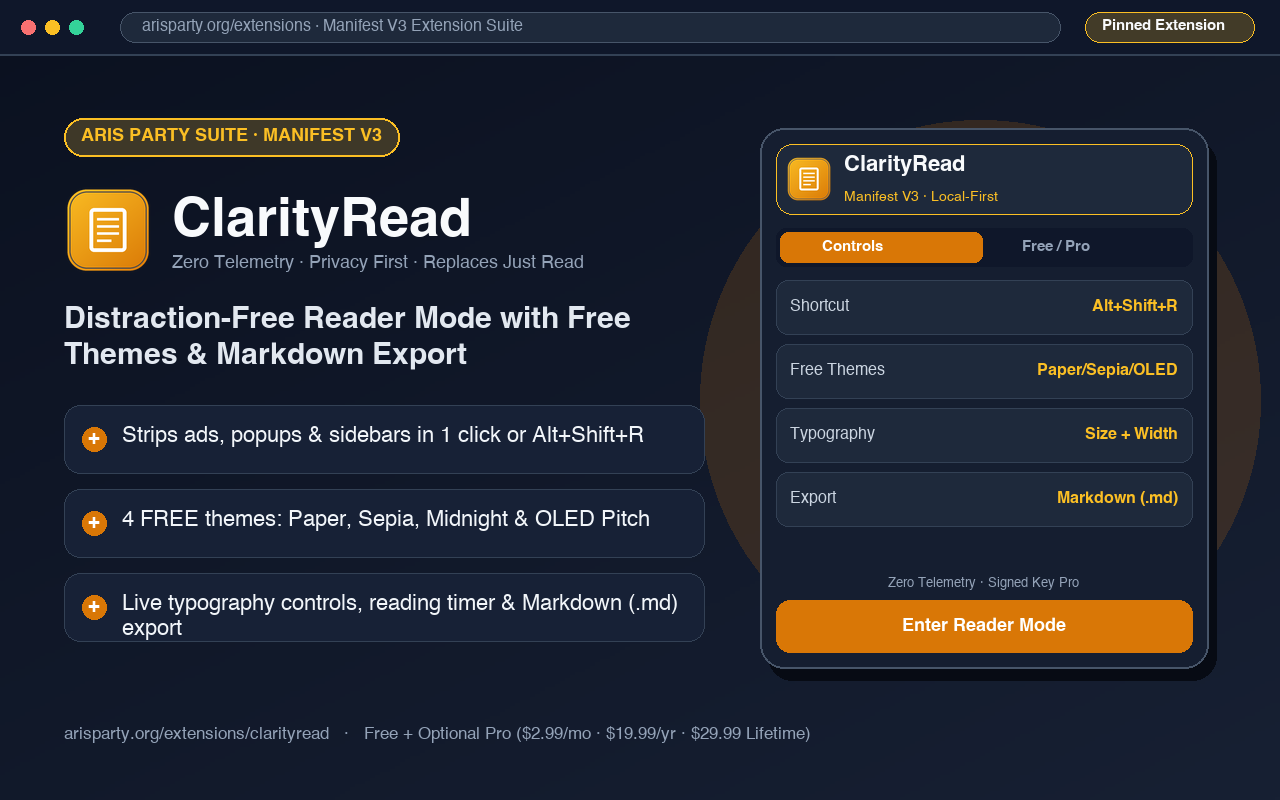 arisparty.org/extensions · Manifest V3 Extension Suite
Pinned Extension
ARIS PARTY SUITE · MANIFEST V3
ClarityRead
Zero Telemetry · Privacy First · Replaces Just Read
Distraction-Free Reader Mode with Free
Themes & Markdown Export
+ Strips ads, popups & sidebars in 1 click or Alt+Shift+R
+ 4 FREE themes: Paper, Sepia, Midnight & OLED Pitch
+ Live typography controls, reading timer & Markdown (.md)
export
ClarityRead
Manifest V3 · Local-First
Controls
Free / Pro
Shortcut Alt+Shift+R
Free Themes Paper/Sepia/OLED
Typography Size + Width
Export Markdown (.md)
Zero Telemetry · Signed Key Pro
Enter Reader Mode
arisparty.org/extensions/clarityread · Free + Optional Pro ($2.99/mo · $19.99/yr · $29.99 Lifetime)